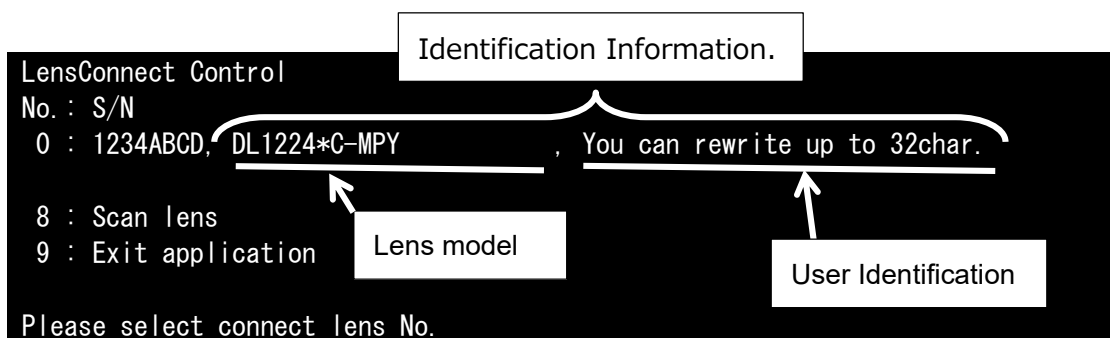 Identification Information.
LensConnect Control
No.: S/N
0 : 1234ABCD, DL1224*C-MPY , You can rewrite up to 32char.
8 : Scan lens
9 : Exit application
Lens model
User Identification
Please select connect lens No.